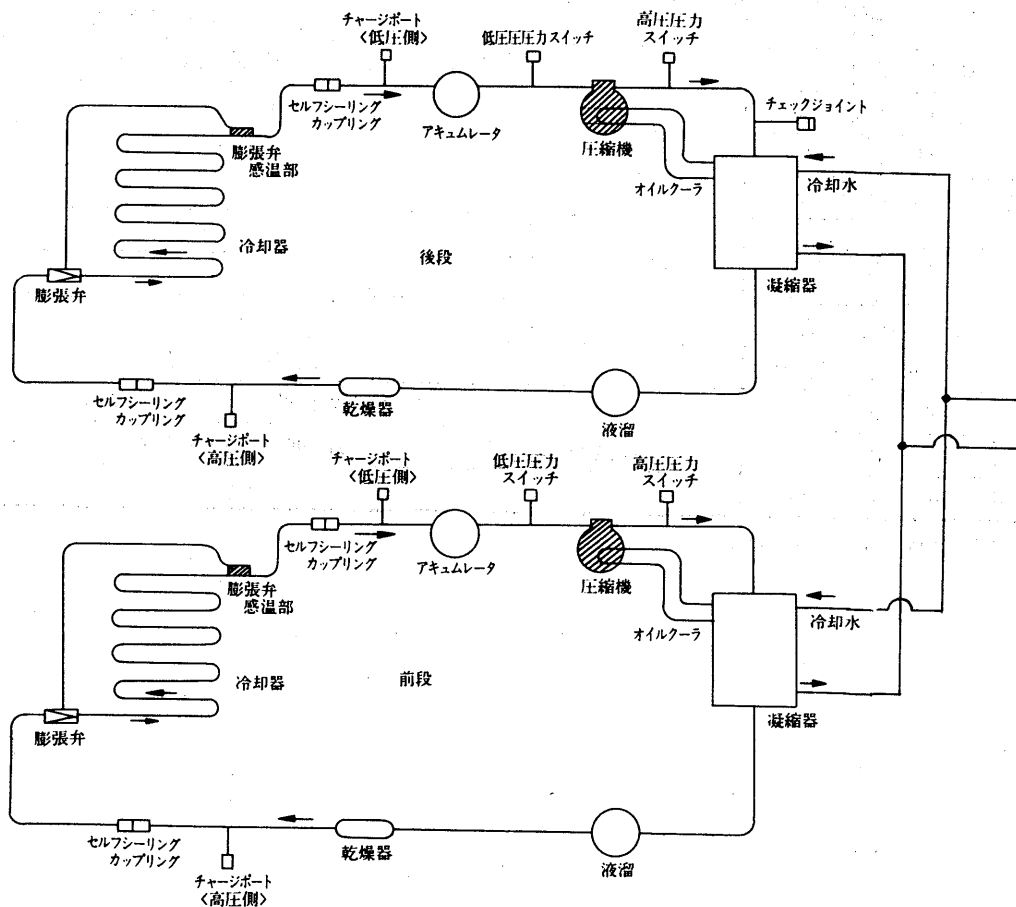 チャージポート
<低圧側>
低圧圧圧力スイッチ
高圧圧力
スイッチ
セルフシーリング
カップリング
アキュムレータ
圧縮機
チェックジョイント
膨張弁
感温部
オイルクーラ
冷却水
冷却器
後段
膨張弁
凝縮器
セルフシーリング
カップリング
乾燥器
液溜
チャージポート
<高圧側>
チャージポート
<低圧側>
低圧圧力
スイッチ
高圧圧力
スイッチ
セルフシーリング
カップリング
アキュムレータ
圧縮機
膨張弁
感温部
オイルクーラ
冷却水
冷却器
前段
膨張弁
凝縮器
セルフシーリング
カップリング
乾燥器
液溜
チャージポート
<高圧側>